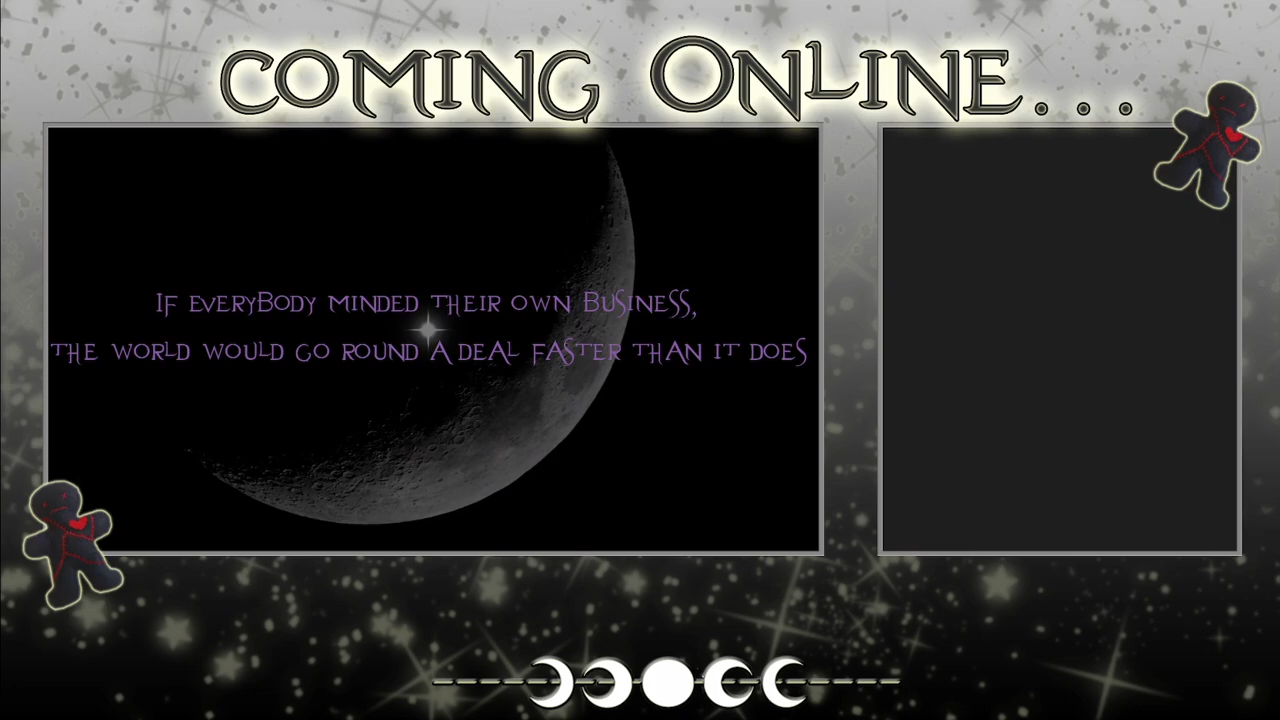 Coming Online...
If everybody minded their own business,
the world would go round a deal faster than it does